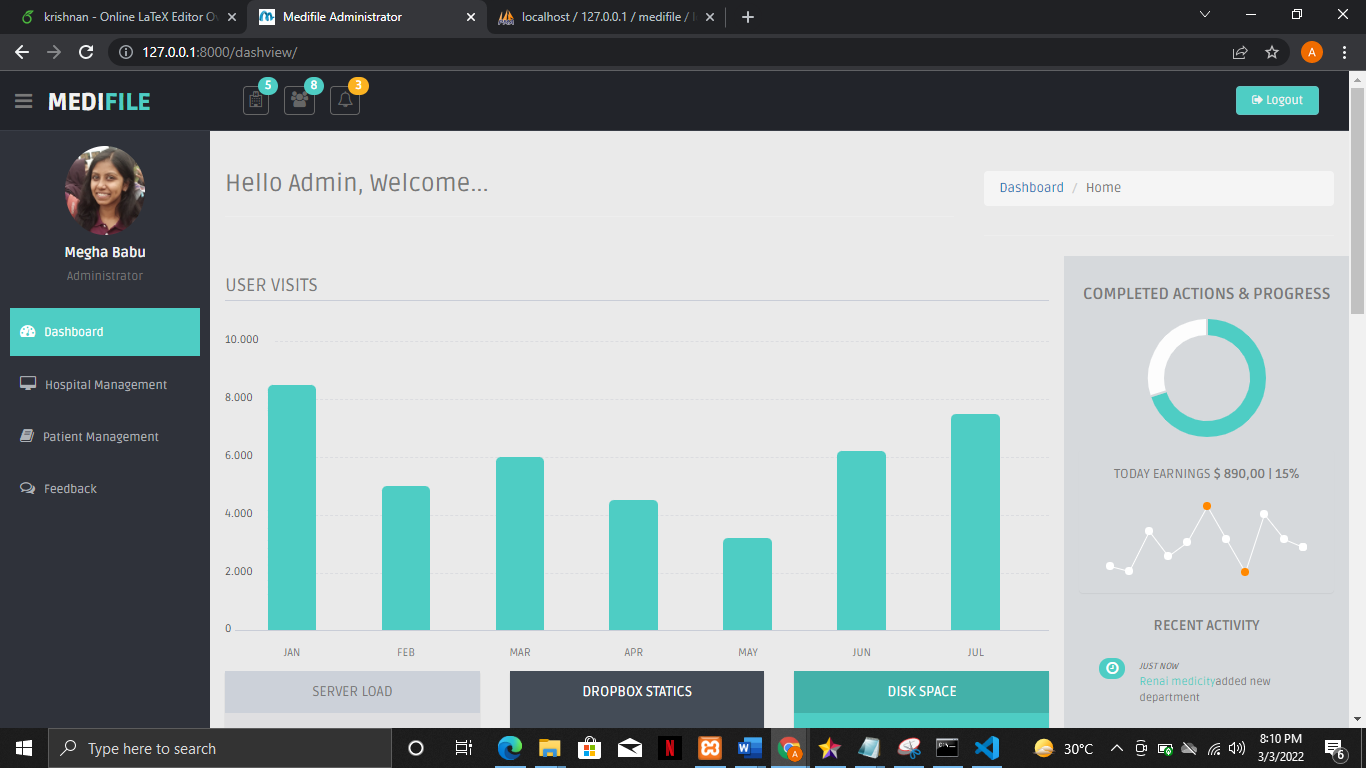 krishnan - Online LaTeX Editor Ov
Medifile Administrator
localhost / 127.0.0.1 / medifile / l
127.0.0.1:8000/dashview/
A
MEDIFILE
5
8
3
Logout
Megha Babu
Administrator
Dashboard
Hospital Management
Patient Management
Feedback
Hello Admin, Welcome...
Dashboard / Home
USER VISITS
10.000
8.000
6.000
4.000
2.000
0
JAN FEB MAR APR MAY JUN JUL
SERVER LOAD
DROPBOX STATICS
DISK SPACE
COMPLETED ACTIONS & PROGRESS
TODAY EARNINGS $ 890,00 | 15%
RECENT ACTIVITY
JUST NOW
Renai medicityadded new
department
Type here to search
30°C
8:10 PM
3/3/2022
6